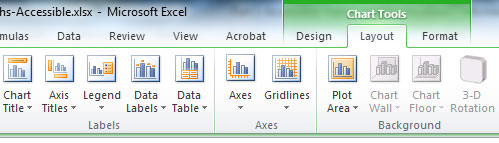 hs-Accessible.xlsx - Microsoft Excel
Chart Tools
mulas Data Review View Acrobat Design Layout Format
Chart Title Axis Titles Legend Data Labels Data Table Axes Gridlines Plot Area Chart Wall Chart Floor 3-D Rotation
Labels Axes Background